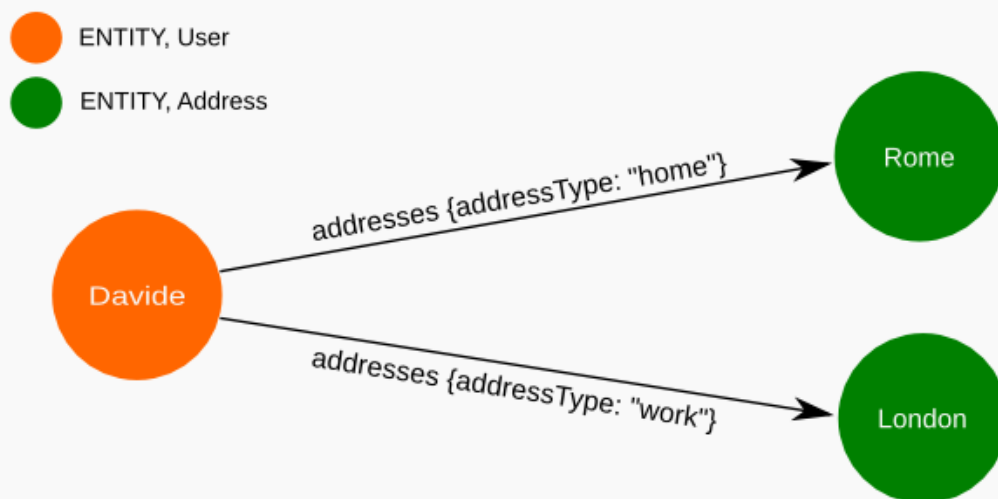 ENTITY, User
ENTITY, Address
addresses {addressType: "home"}
Rome
Davide
addresses {addressType: "work"}
London